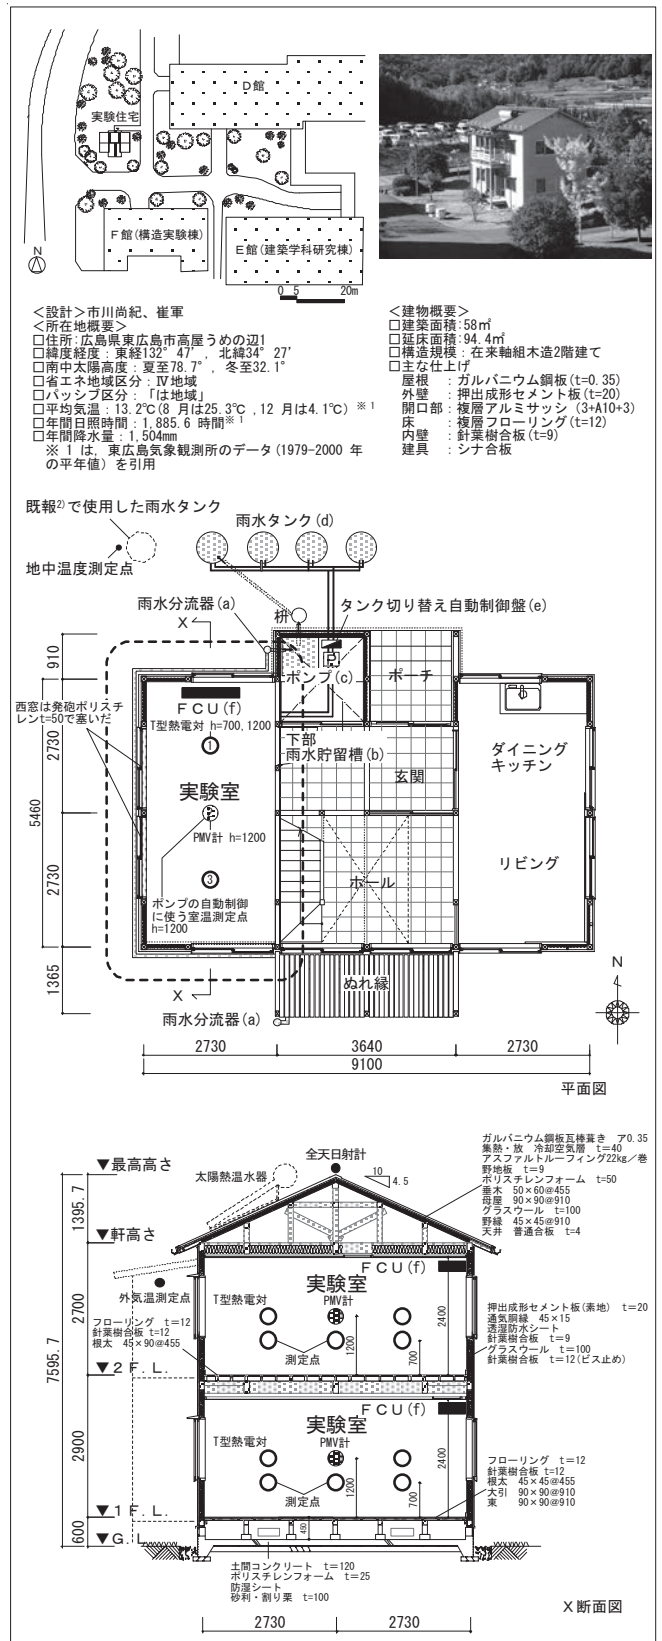 D館
実験住宅
F館(構造実験棟)
E館(建築学科研究棟)
N
0 5 20m
<設計>市川尚紀、崔軍
<所在地概要>
□住所:広島県東広島市高屋うめの辺1
□緯度経度：東経132°47′, 北緯34°27′
□南中太陽高度：夏至78.7°, 冬至32.1°
□省エネ地域区分：Ⅳ地域
□パッシブ区分：「は地域」
□平均気温：13.2℃(8 月は25.3℃ ,12 月は4.1℃) ※1
□年間日照時間：1,885.6 時間※1
□年間降水量：1,504mm
※ 1 は、東広島気象観測所のデータ(1979-2000 年
の平年値) を引用
<建物概要>
□建築面積:58㎡
□延床面積:94.4㎡
□構造規模：在来軸組木造2階建て
□主な仕上げ
屋根 ：ガルバニウム鋼板(t=0.35)
外壁 ：押出成形セメント板(t=20)
開口部：複層アルミサッシ (3+A10+3)
床 ：複層フローリング(t=12)
内壁 ：針葉樹合板(t=9)
建具 ：シナ合板
既報2)で使用した雨水タンク
地中温度測定点
雨水タンク(d)
雨水分流器(a)
枡
タンク切り替え自動制御盤(e)
X
P
ポンプ(c)
ポーチ
910
西窓は発砲ポリスチ
レンt=50で塞いだ
FCU(f)
T型熱電対 h=700,1200
①
下部
雨水貯留槽(b)
玄関
ダイニング
キッチン
2730
5460
実験室
PMV計 h=1200
③
ポンプの自動制御
に使う室温測定点
h=1200
ホール
リビング
2730
1365
X
ぬれ縁
雨水分流器(a)
N
2730 3640 2730
9100
平面図
全天日射計
太陽熱温水器
10
4.5
▼最高高さ
1395.7
▼軒高さ
ガルバニウム鋼板瓦棒葺き ア0.35
集熱・放 冷却空気層 t=40
アスファルトルーフィング22kg／巻
野地板 t=9
ポリスチレンフォーム t=50
垂木 50×60@455
母屋 90×90@910
グラスウール t=100
野縁 45×45@910
天井 普通合板 t=4
外気温測定点
FCU(f)
実験室
T型熱電対
PMV計
測定点
1200
700
2400
フローリング t=12
針葉樹合板 t=12
根太 45×90@455
▼2F.L.
2700
7595.7
押出成形セメント板(素地) t=20
通気胴縁 45×15
透湿防水シート
針葉樹合板 t=9
グラスウール t=100
針葉樹合板 t=12(ビス止め)
FCU(f)
実験室
T型熱電対
PMV計
測定点
1200
700
2400
2900
フローリング t=12
針葉樹合板 t=12
根太 45×45@455
大引 90×90@910
束 90×90@910
▼1F.L.
450
600
▼G.L.
土間コンクリート t=120
ポリスチレンフォーム t=25
防湿シート
砂利・割り栗 t=100
2730 2730
X断面図